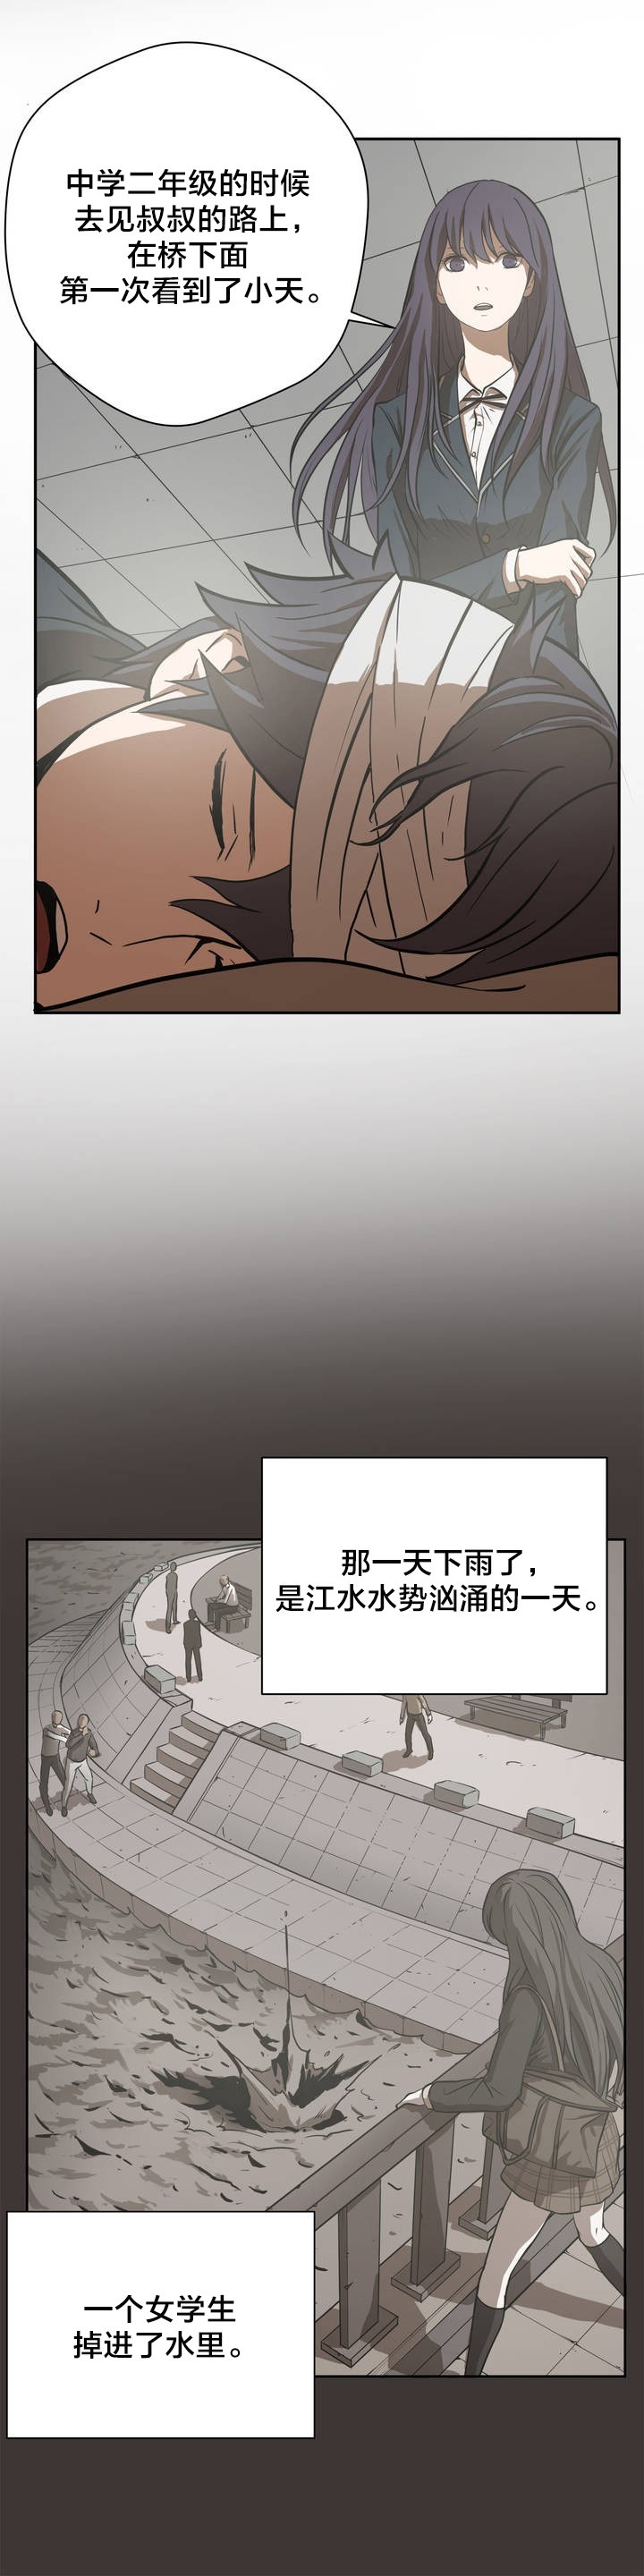 中学二年级的时候
去见叔叔的路上，
在桥下面
第一次看到了小天。
那一天下雨了，
是江水水势汹涌的一天。
一个女学生
掉进了水里。